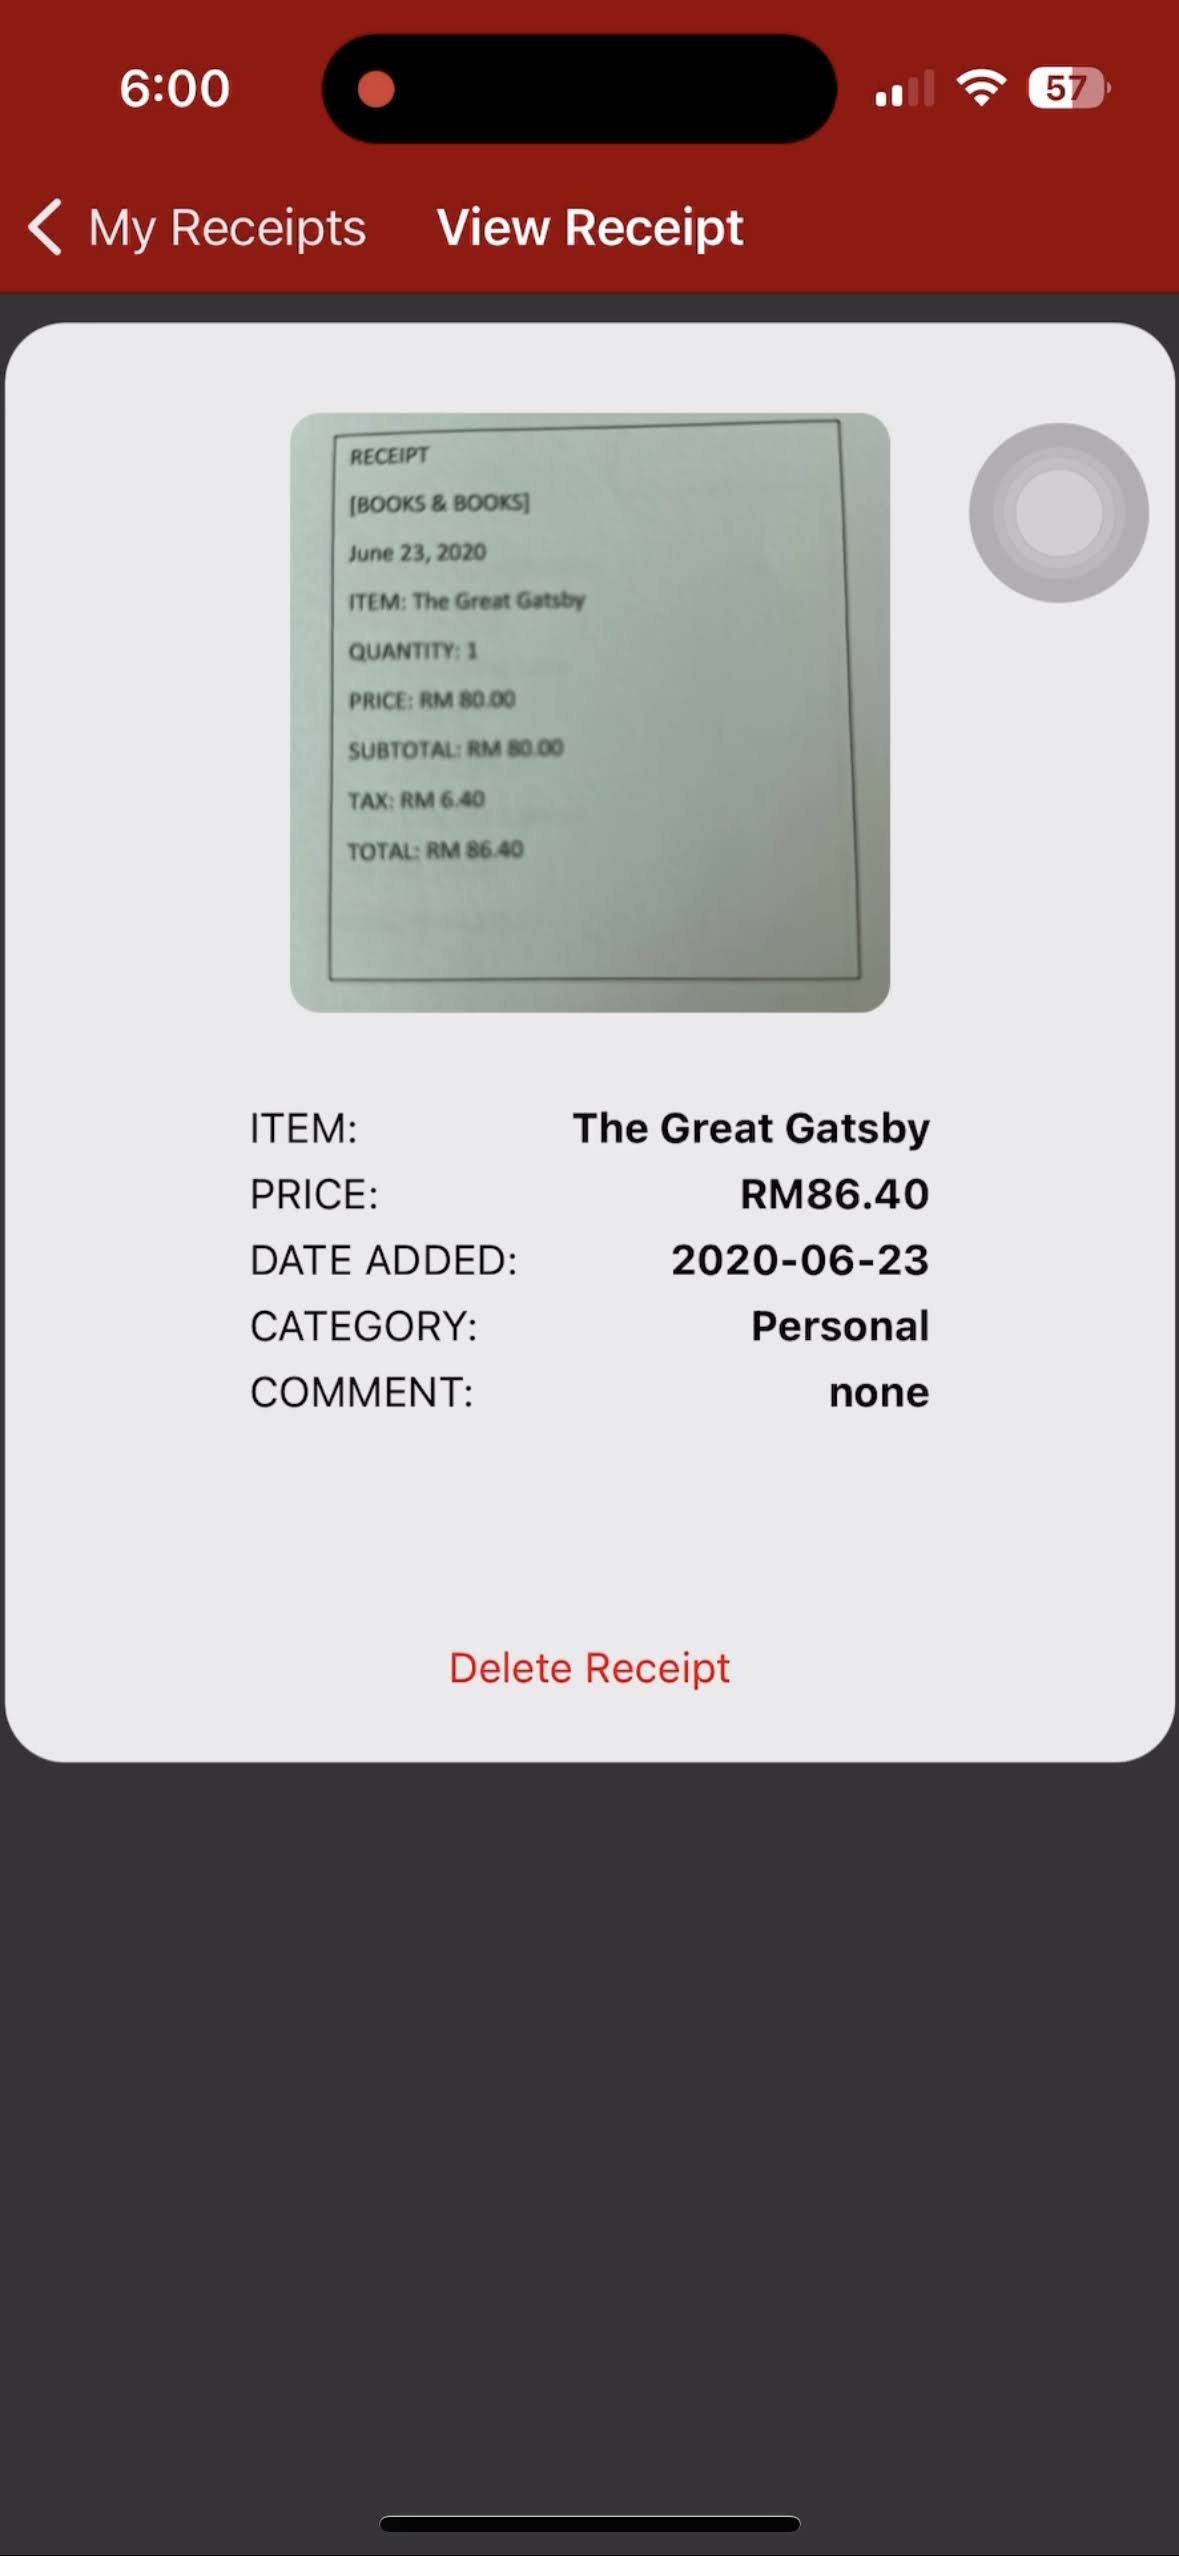 6:00
57
My Receipts View Receipt
RECEIPT
[BOOKS & BOOKS]
June 23, 2020
ITEM: The Great Gatsby
QUANTITY: 1
PRICE: RM 80.00
SUBTOTAL: RM 80.00
TAX: RM 6.40
TOTAL: RM 86.40
ITEM: The Great Gatsby
PRICE: RM86.40
DATE ADDED: 2020-06-23
CATEGORY: Personal
COMMENT: none
Delete Receipt